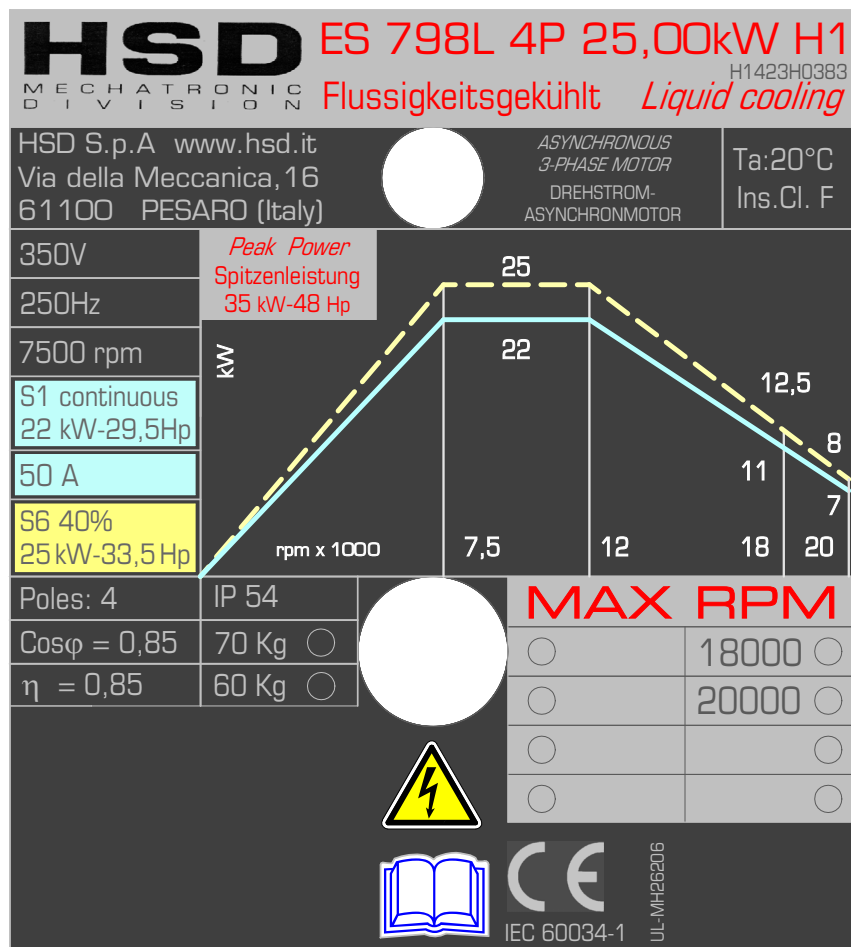 HSD
MECHATRONIC
DIVISION
ES 798L 4P 25,00kW H1
H1423H0383
Flussigkeitsgekühlt Liquid cooling
HSD S.p.A www.hsd.it
Via della Meccanica,16
61100 PESARO (Italy)
ASYNCHRONOUS
3-PHASE MOTOR
DREHSTROM-
ASYNCHRONMOTOR
Ta:20°C
Ins.Cl. F
350V
250Hz
7500 rpm
S1 continuous
22 kW-29,5Hp
50 A
S6 40%
25 kW-33,5 Hp
Peak Power
Spitzenleistung
35 kW-48 Hp
kW
25
22
12,5
8
11
7
rpm x 1000
7,5
12
18
20
Poles: 4
IP 54
Cosφ = 0,85
70 Kg
η = 0,85
60 Kg
MAX RPM
18000
20000
CE
IEC 60034-1
UL-MH26206